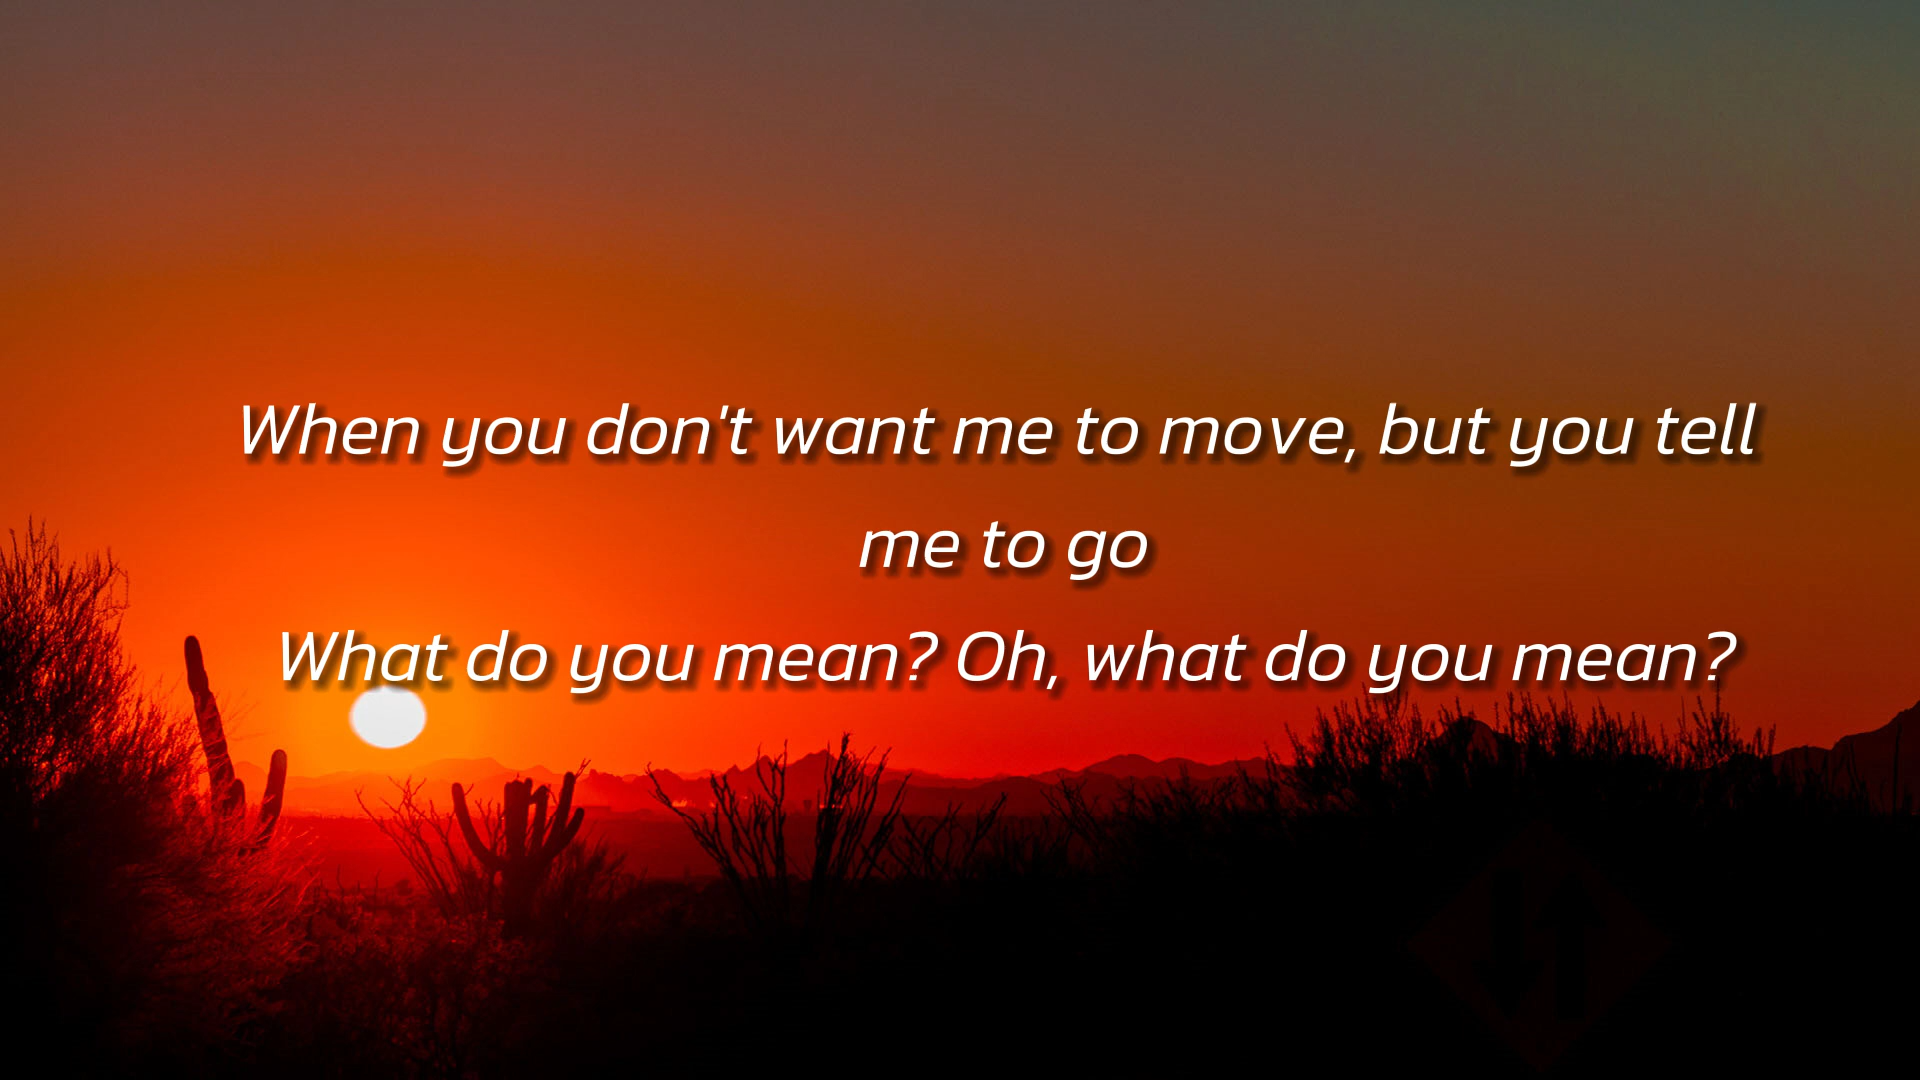 When you don't want me to move, but you tell
me to go
What do you mean? Oh, what do you mean?